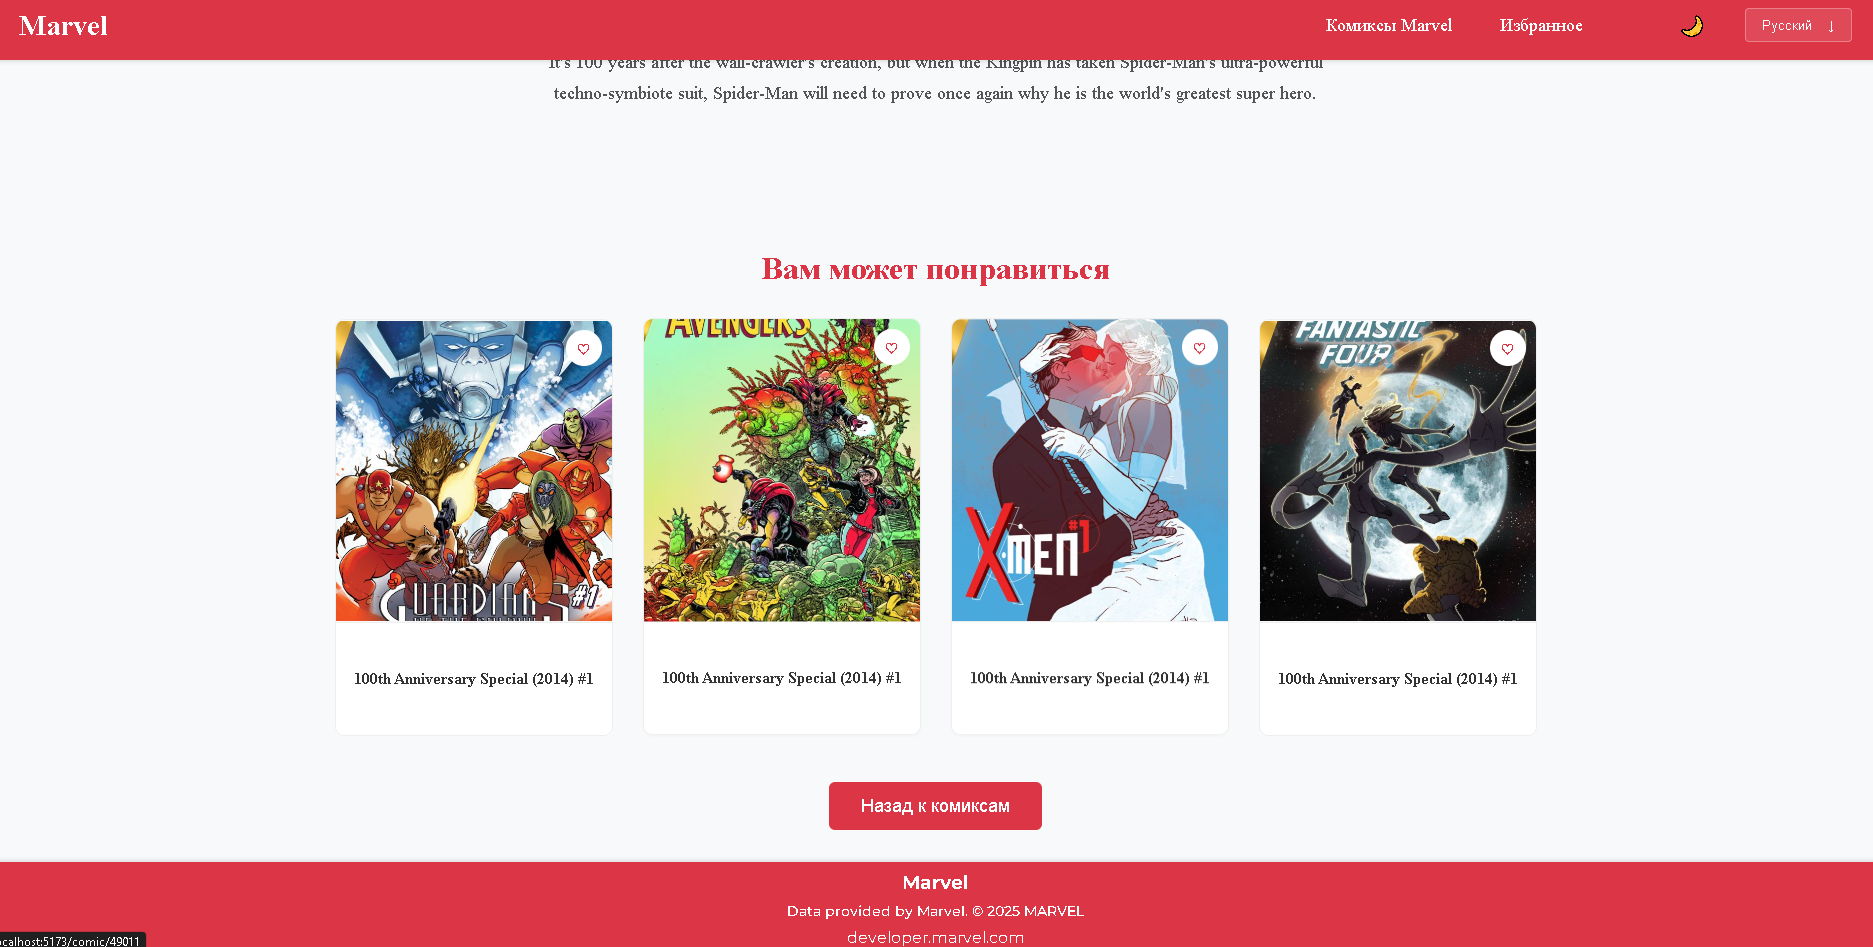 Marvel
Комиксы Marvel
Избранное
Русский ↓
It's 100 years after the wall-crawler's creation, but when the Kingpin has taken Spider-Man's ultra-powerful
techno-symbiote suit, Spider-Man will need to prove once again why he is the world's greatest super hero.
Вам может понравиться
GUARDIANS
#1
AVENGERS
X-MEN
#1
FANTASTIC
FOUR
100th Anniversary Special (2014) #1
100th Anniversary Special (2014) #1
100th Anniversary Special (2014) #1
100th Anniversary Special (2014) #1
Назад к комиксам
Marvel
Data provided by Marvel. © 2025 MARVEL
developer.marvel.com
ocalhost:5173/comic/49011